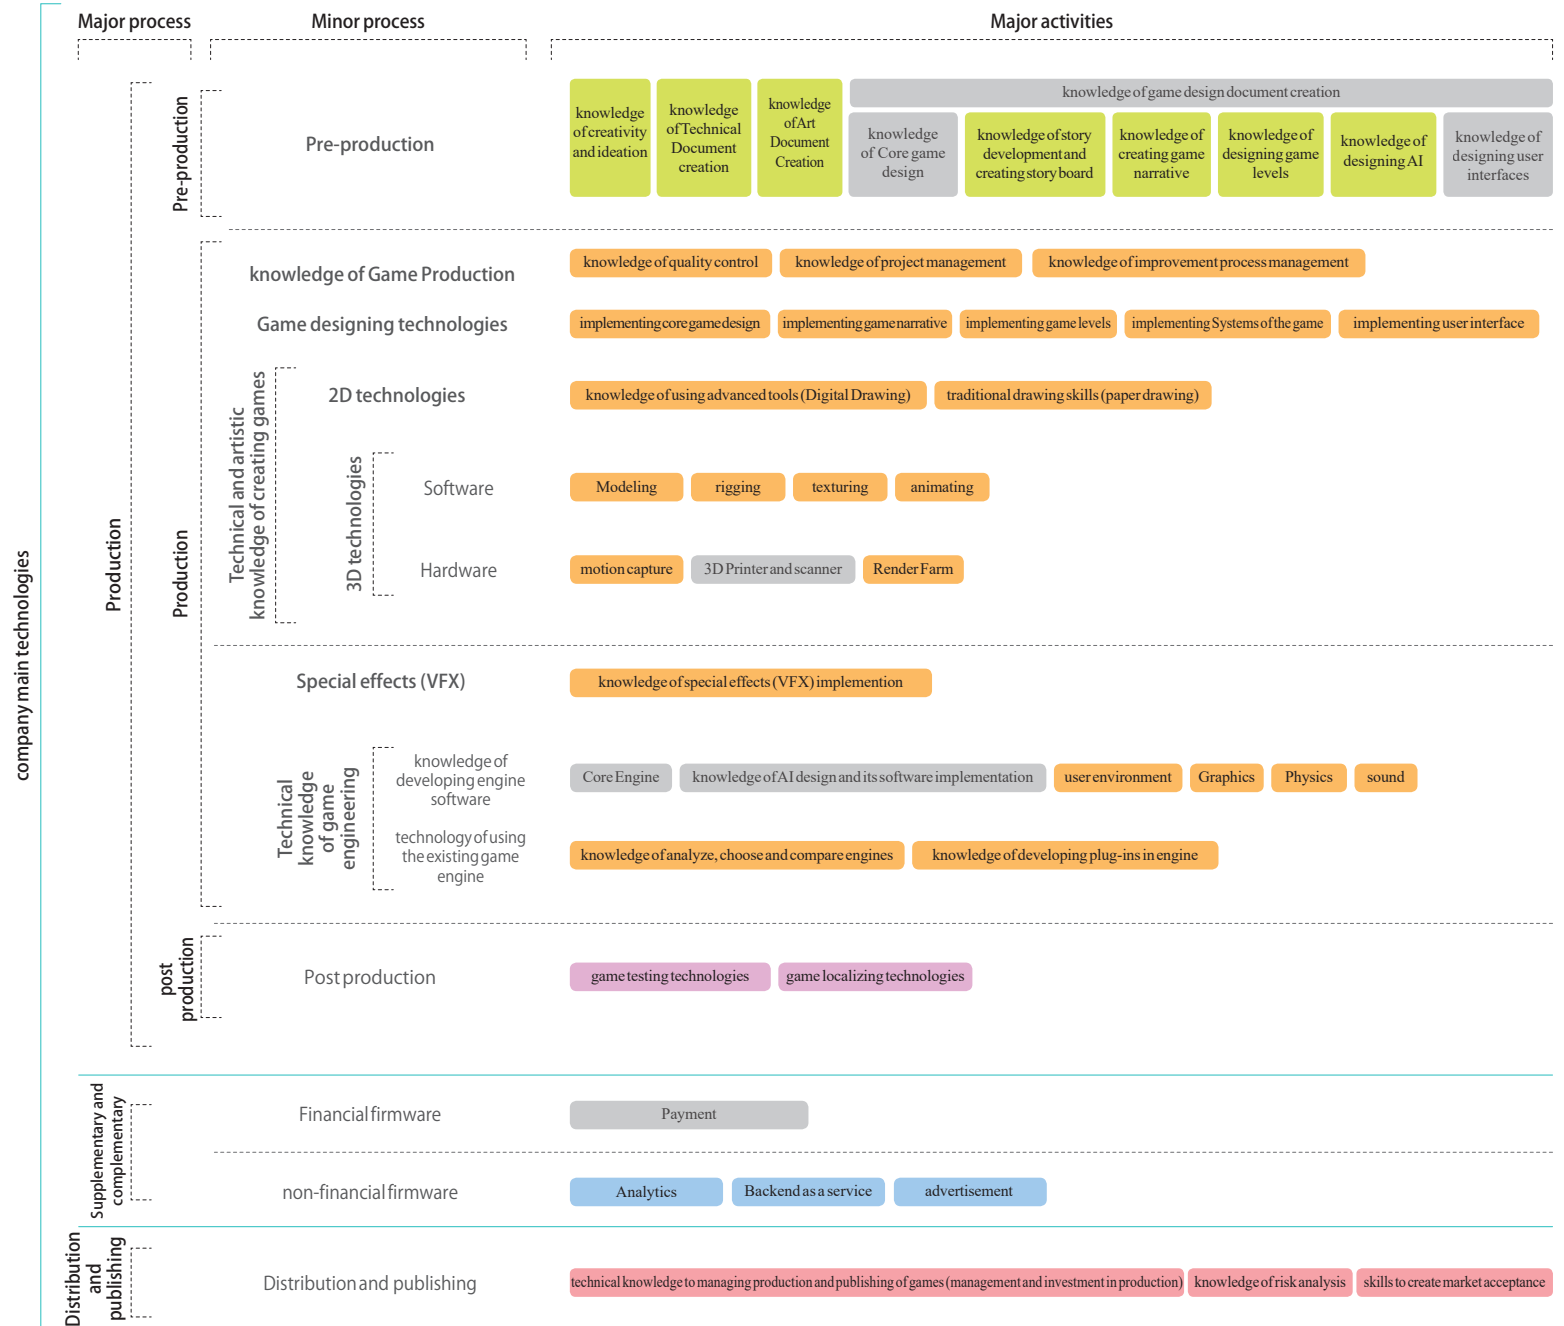 Major process
Minor process
Major activities
company main technologies
Production
Pre-production
Pre-production
knowledge
of creativity
and ideation
knowledge
of Technical
Document
creation
knowledge
of Art
Document
Creation
knowledge of game design document creation
knowledge
of Core game
design
knowledge of story
development and
creating story board
knowledge of
creating game
narrative
knowledge of
designing game
levels
knowledge of
designing AI
knowledge of
designing user
interfaces
Production
knowledge of Game Production
knowledge of quality control
knowledge of project management
knowledge of improvement process management
Game designing technologies
implementing core game design
implementing game narrative
implementing game levels
implementing Systems of the game
implementing user interface
Technical and artistic
knowledge of creating games
2D technologies
knowledge of using advanced tools (Digital Drawing)
traditional drawing skills (paper drawing)
3D technologies
Software
Modeling
rigging
texturing
animating
Hardware
motion capture
3D Printer and scanner
Render Farm
Special effects (VFX)
knowledge of special effects (VFX) implemention
Technical
knowledge
of game
engineering
knowledge of
developing engine
software
Core Engine
knowledge of AI design and its software implementation
user environment
Graphics
Physics
sound
technology of using
the existing game
engine
knowledge of analyze, choose and compare engines
knowledge of developing plug-ins in engine
post
production
Post production
game testing technologies
game localizing technologies
Supplementary and
complementary
Financial firmware
Payment
non-financial firmware
Analytics
Backend as a service
advertisement
Distribution
and
publishing
Distribution and publishing
technical knowledge to managing production and publishing of games (management and investment in production)
knowledge of risk analysis
skills to create market acceptance